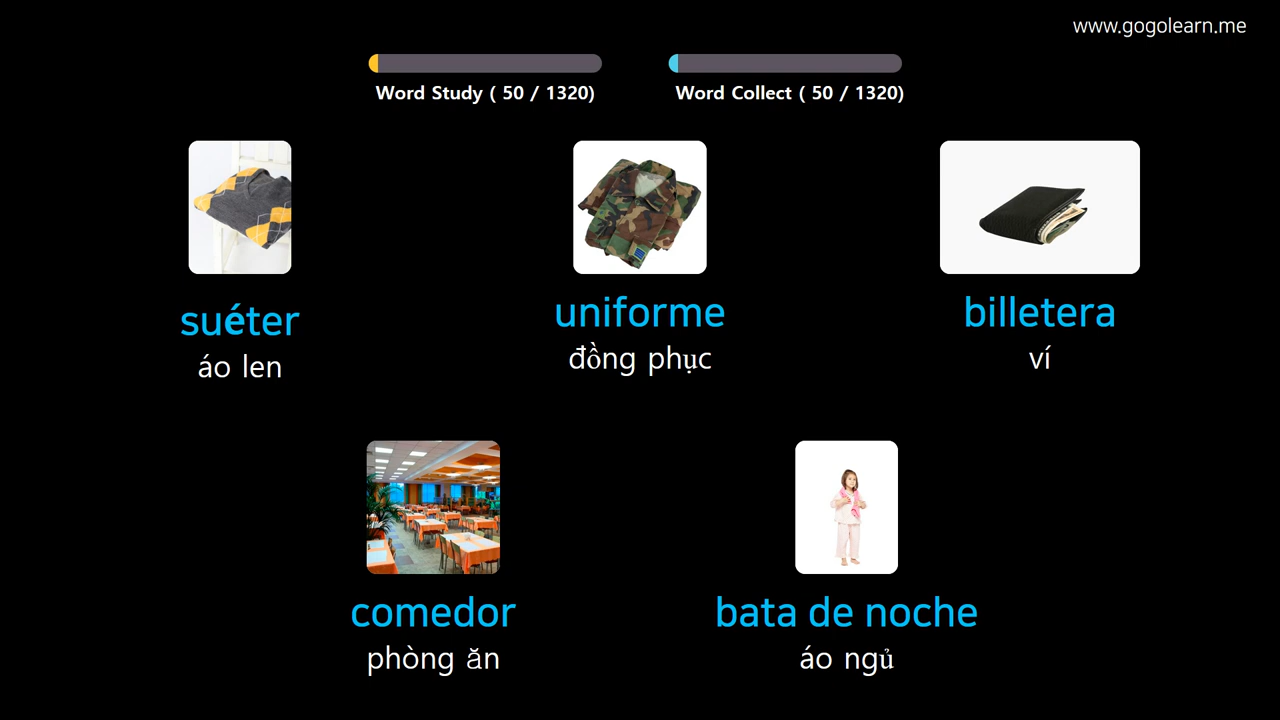 www.gogolearn.me
Word Study ( 50 / 1320)
Word Collect ( 50 / 1320)
suéter
áo len
uniforme
đồng phục
billetera
ví
comedor
phòng ăn
bata de noche
áo ngủ